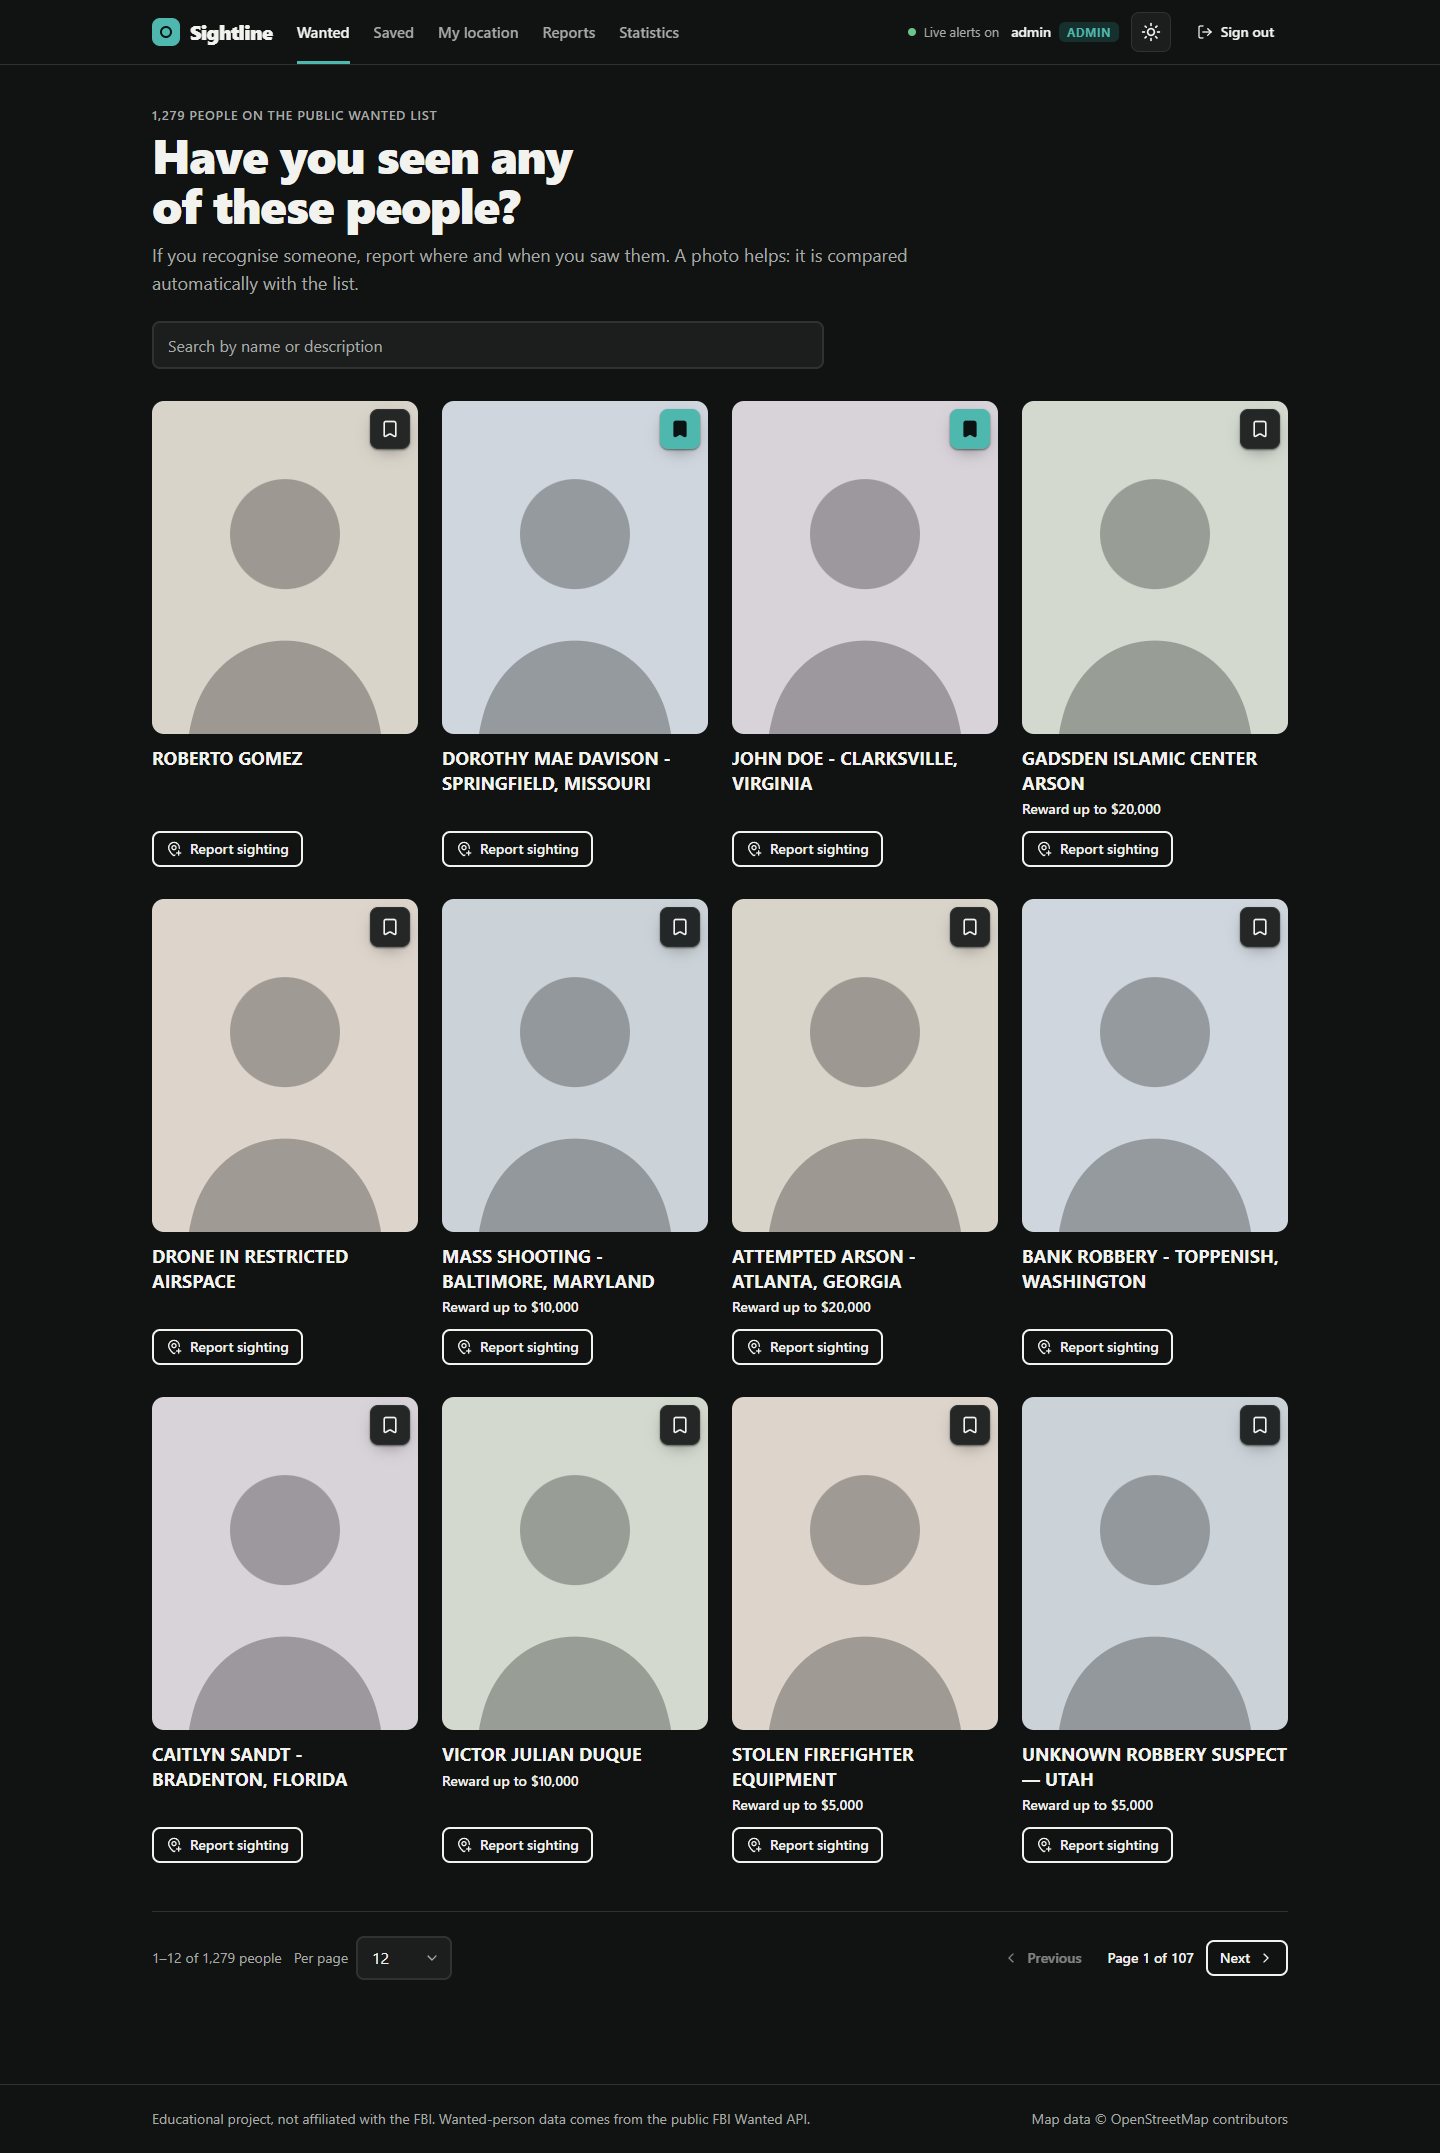 Sightline
Wanted
Saved
My location
Reports
Statistics
Live alerts on
admin
ADMIN
Sign out
1,279 PEOPLE ON THE PUBLIC WANTED LIST
Have you seen any
of these people?
If you recognise someone, report where and when you saw them. A photo helps: it is compared
automatically with the list.
Search by name or description
ROBERTO GOMEZ
Report sighting
DOROTHY MAE DAVISON -
SPRINGFIELD, MISSOURI
Report sighting
JOHN DOE - CLARKSVILLE,
VIRGINIA
Report sighting
GADSDEN ISLAMIC CENTER
ARSON
Reward up to $20,000
Report sighting
DRONE IN RESTRICTED
AIRSPACE
Report sighting
MASS SHOOTING -
BALTIMORE, MARYLAND
Reward up to $10,000
Report sighting
ATTEMPTED ARSON -
ATLANTA, GEORGIA
Reward up to $20,000
Report sighting
BANK ROBBERY - TOPPENISH,
WASHINGTON
Report sighting
CAITLYN SANDT -
BRADENTON, FLORIDA
Report sighting
VICTOR JULIAN DUQUE
Reward up to $10,000
Report sighting
STOLEN FIREFIGHTER
EQUIPMENT
Reward up to $5,000
Report sighting
UNKNOWN ROBBERY SUSPECT
— UTAH
Reward up to $5,000
Report sighting
1–12 of 1,279 people
Per page
12
Previous
Page 1 of 107
Next
Educational project, not affiliated with the FBI. Wanted-person data comes from the public FBI Wanted API.
Map data © OpenStreetMap contributors